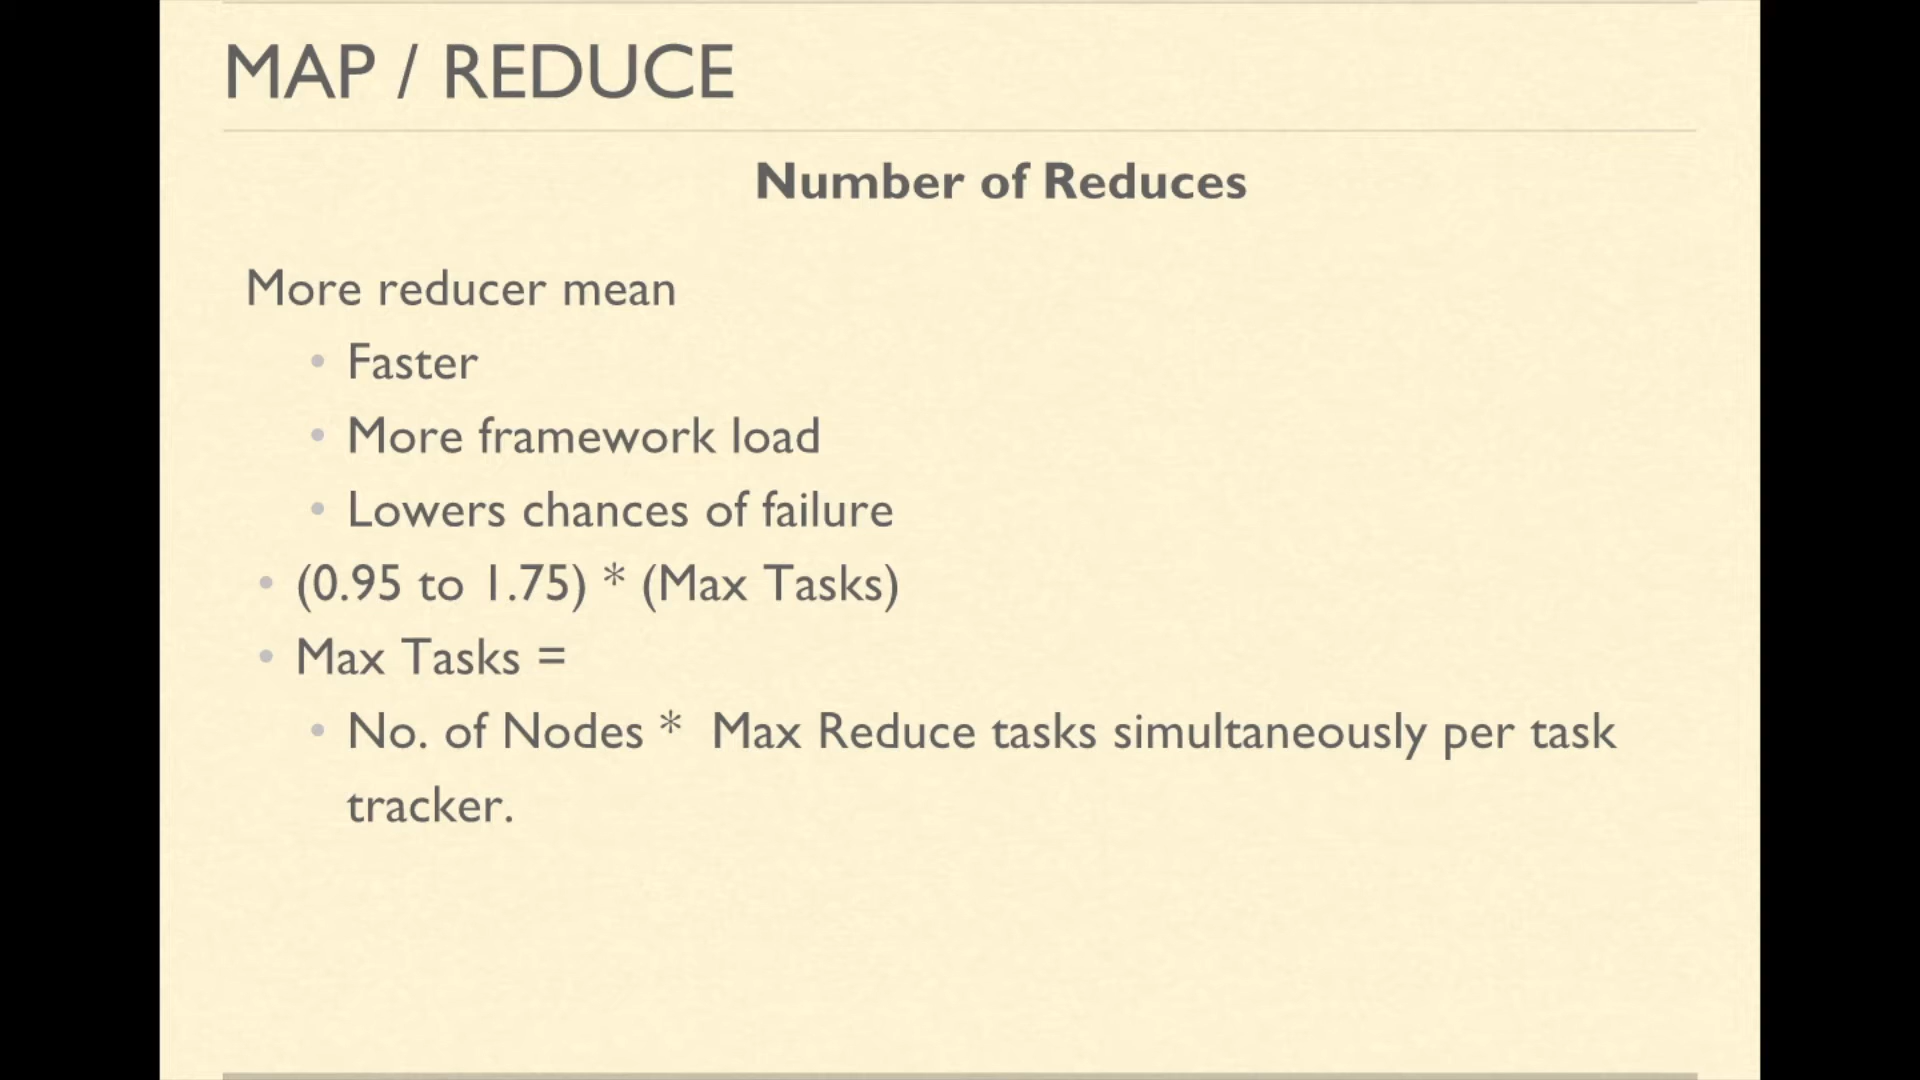 MAP / REDUCE
Number of Reduces
More reducer mean
• Faster
• More framework load
• Lowers chances of failure
• (0.95 to 1.75) * (Max Tasks)
• Max Tasks =
• No. of Nodes *  Max Reduce tasks simultaneously per task
tracker.